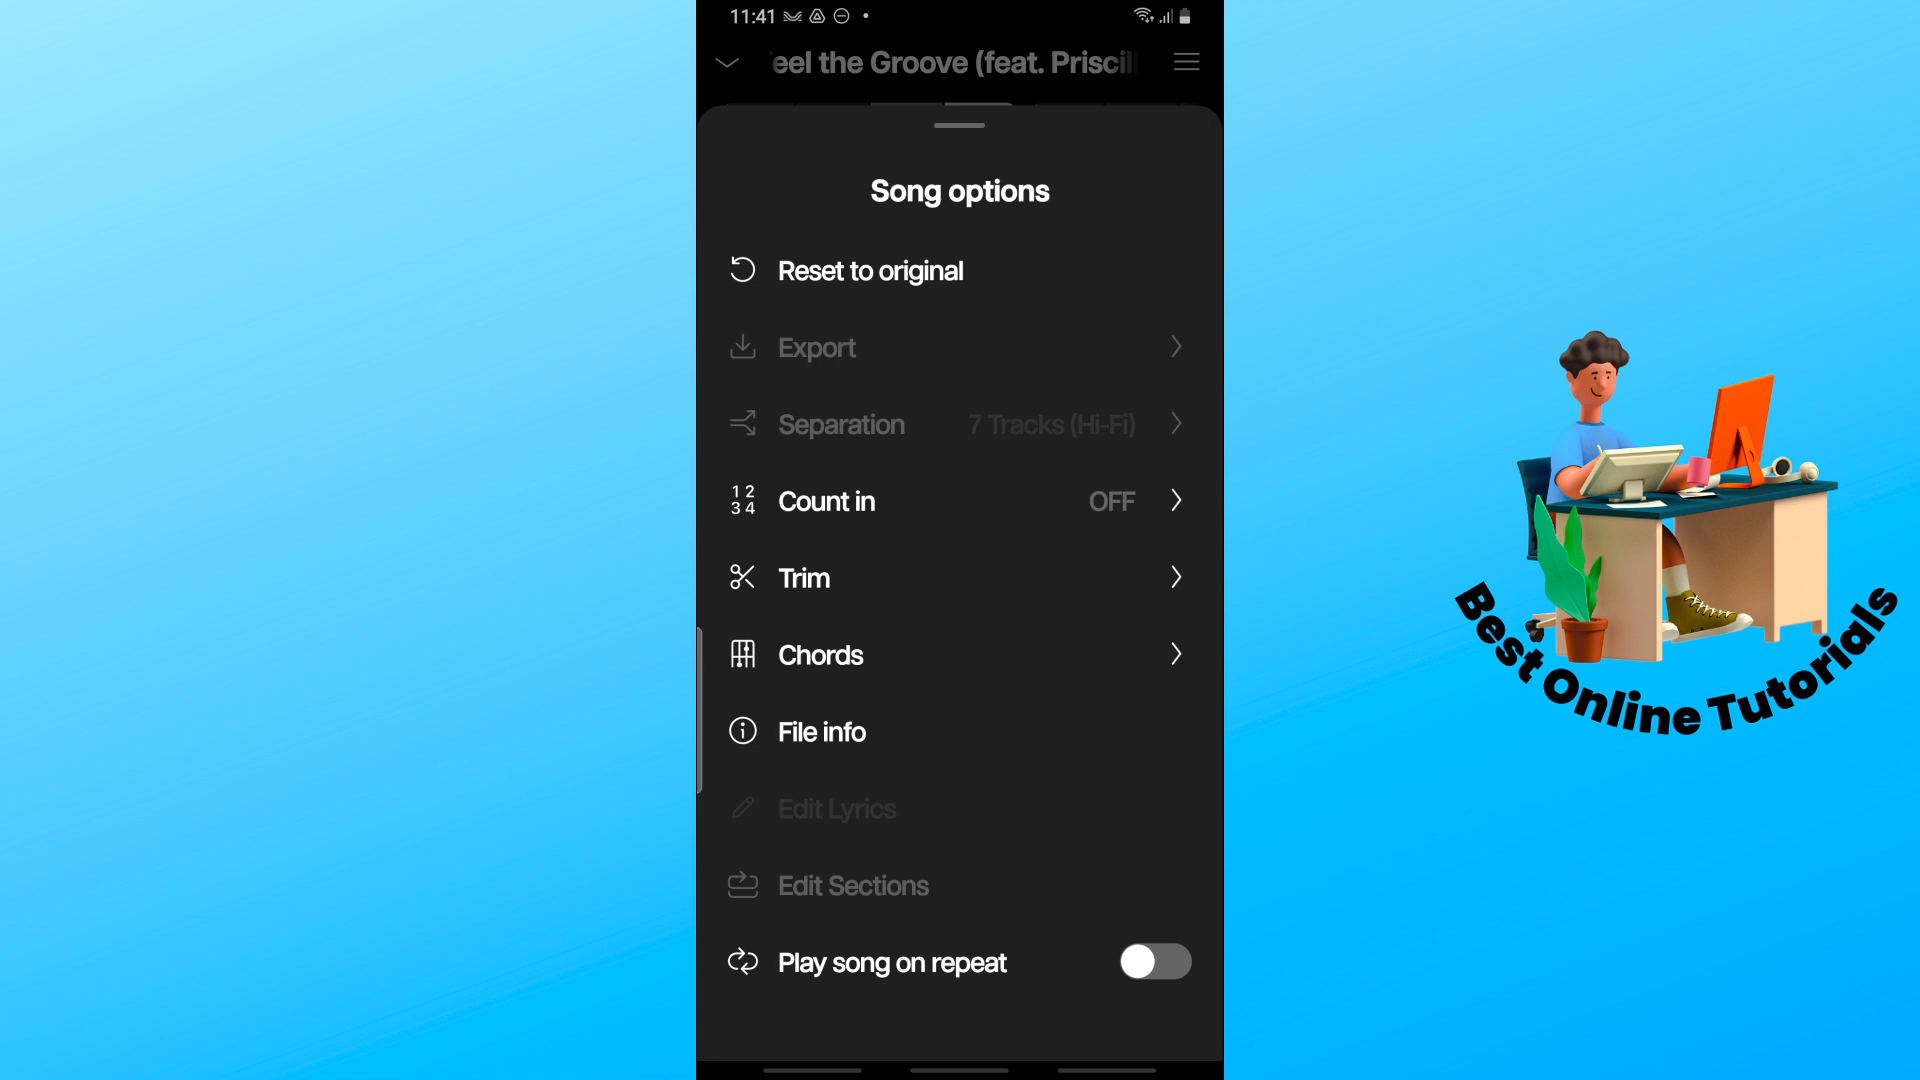 11:41
eel the Groove (feat. Priscill
Song options
Reset to original
Export
Separation 7 Tracks (Hi-Fi)
1 2
3 4
Count in OFF
Trim
Chords
File info
Edit Lyrics
Edit Sections
Play song on repeat
Best Online Tutorials